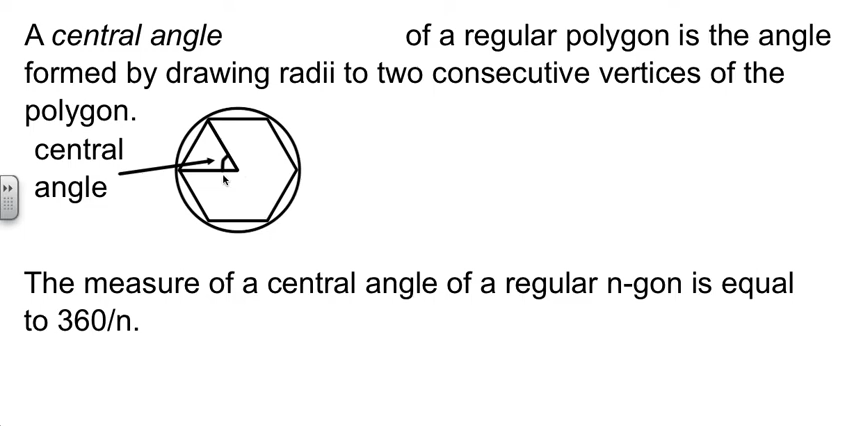 A central angle of a regular polygon is the angle
formed by drawing radii to two consecutive vertices of the
polygon.
central
angle
The measure of a central angle of a regular n-gon is equal
to 360/n.